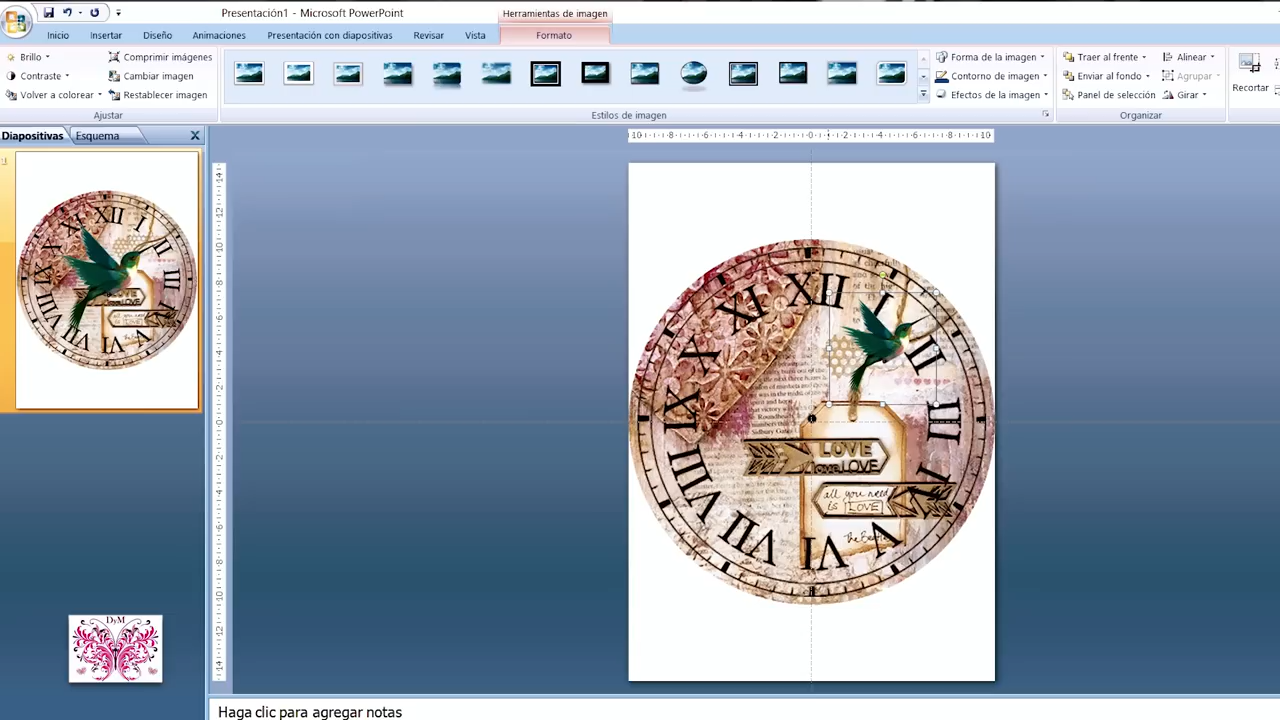 Presentación1 - Microsoft PowerPoint
Herramientas de imagen
Inicio
Insertar
Diseño
Animaciones
Presentación con diapositivas
Revisar
Vista
Formato
Brillo
Comprimir imágenes
Contraste
Cambiar imagen
Volver a colorear
Restablecer imagen
Forma de la imagen
Contorno de imagen
Efectos de la imagen
Traer al frente
Alinear
Enviar al fondo
Agrupar
Panel de selección
Girar
Recortar
Ajustar
Estilos de imagen
Organizar
Diapositivas
Esquema
XII
I
II
III
IV
V
VI
VII
VIII
IX
X
XI
LOVE
love LOVE
all you need
is LOVE
DyM
Haga clic para agregar notas